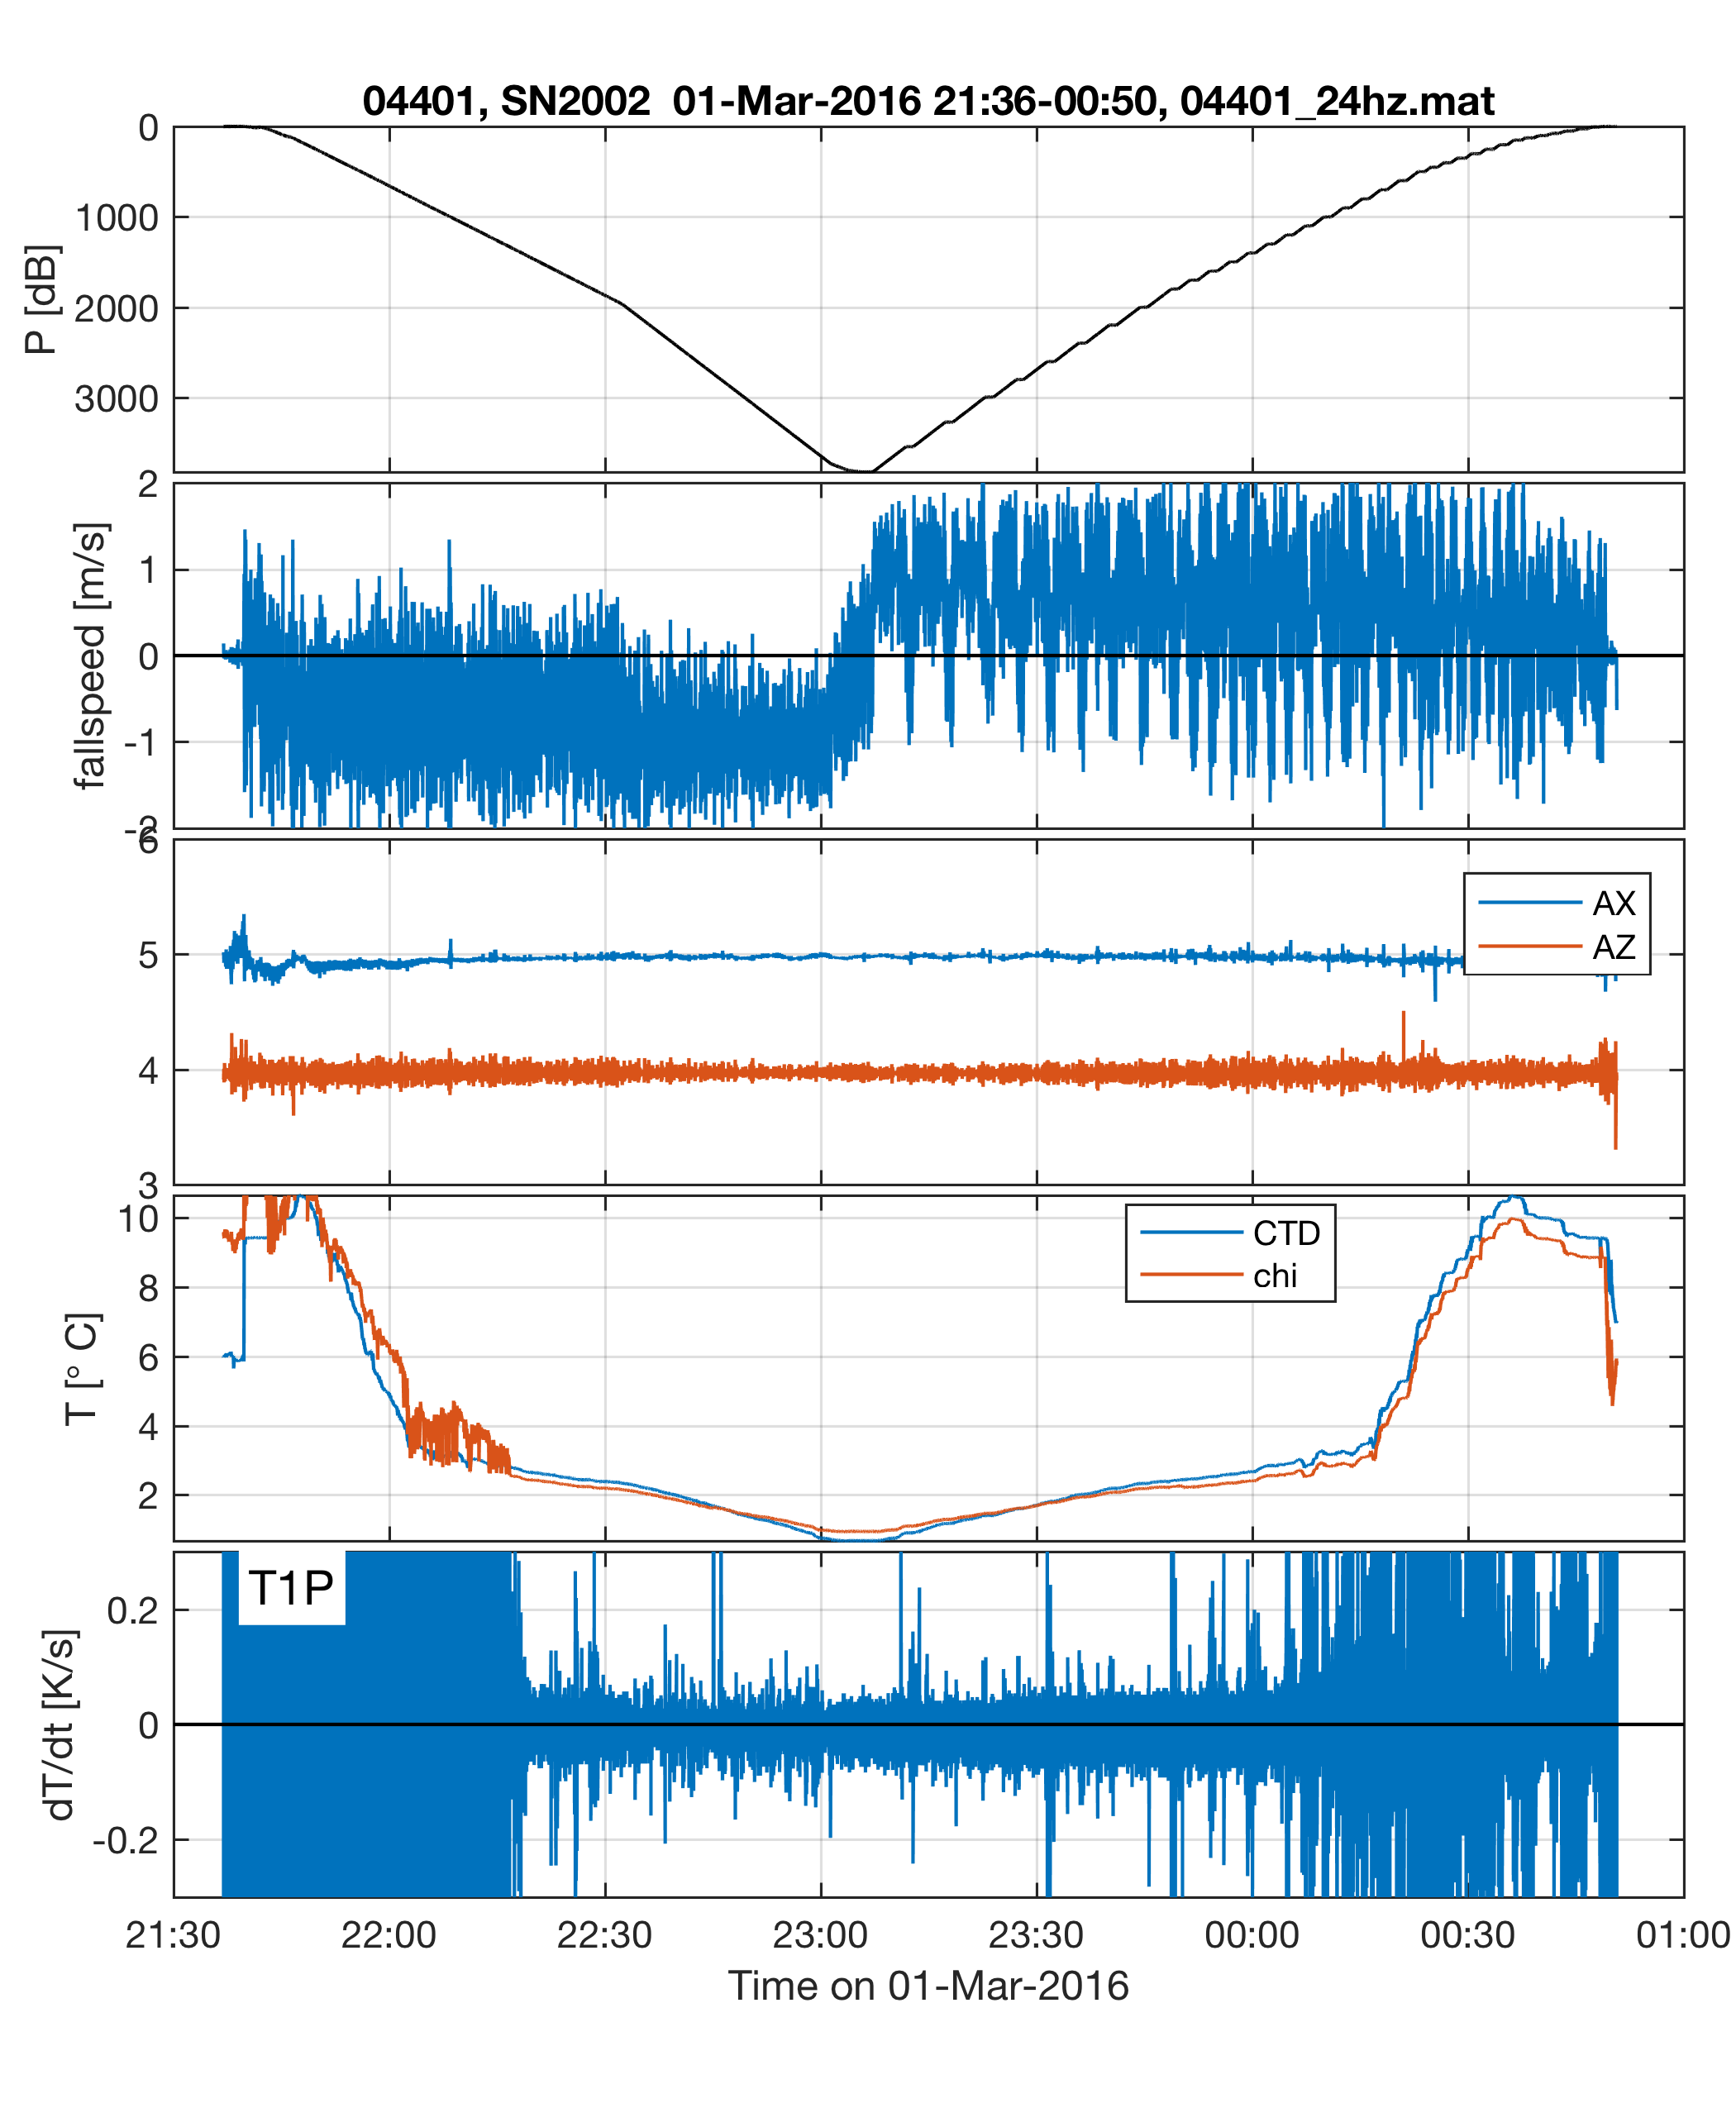 04401, SN2002  01-Mar-2016 21:36-00:50, 04401_24hz.mat
0
1000
2000
3000
P [dB]
2
1
0
-1
-2
fallspeed [m/s]
6
5
4
3
AX
AZ
10
8
6
4
2
T [° C]
CTD
chi
T1P
0.2
0
-0.2
dT/dt [K/s]
21:30 22:00 22:30 23:00 23:30 00:00 00:30 01:00
Time on 01-Mar-2016